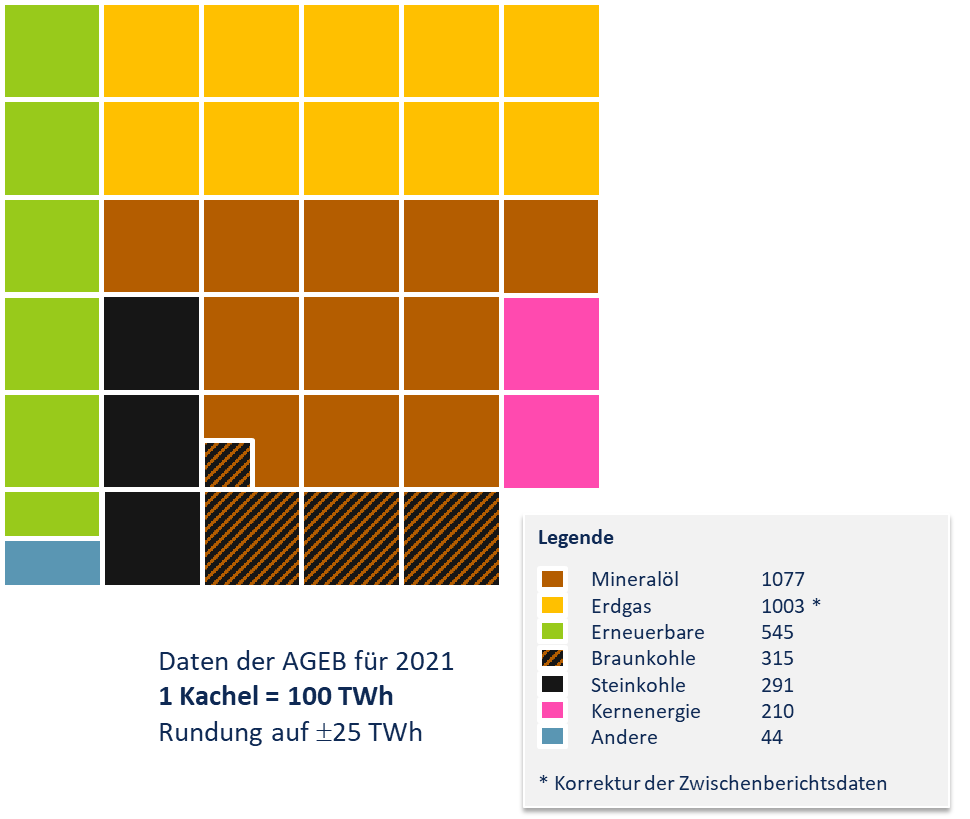 Daten der AGEB für 2021
1 Kachel = 100 TWh
Rundung auf ±25 TWh
Legende
Mineralöl 1077
Erdgas 1003 *
Erneuerbare 545
Braunkohle 315
Steinkohle 291
Kernenergie 210
Andere 44
* Korrektur der Zwischenberichtsdaten